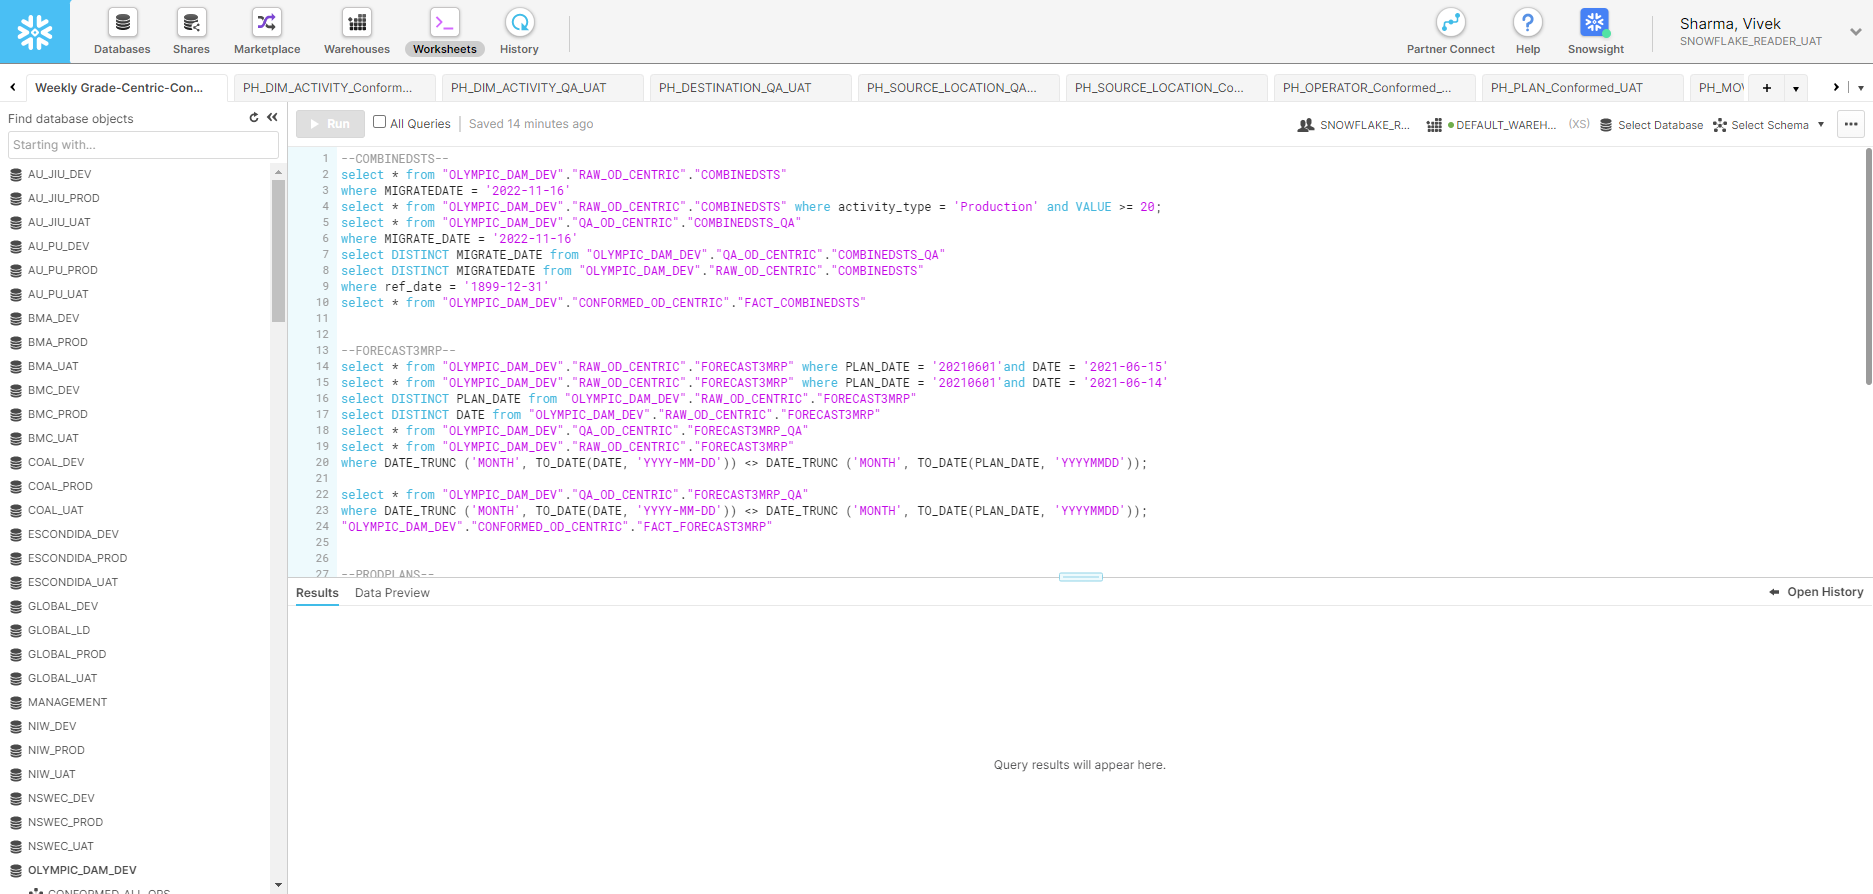 Databases
Shares
Marketplace
Warehouses
Worksheets
History
Partner Connect
Help
Snowsight
Sharma, Vivek
SNOWFLAKE_READER_UAT
Weekly Grade-Centric-Con...
PH_DIM_ACTIVITY_Conform...
PH_DIM_ACTIVITY_QA_UAT
PH_DESTINATION_QA_UAT
PH_SOURCE_LOCATION_QA...
PH_SOURCE_LOCATION_Co...
PH_OPERATOR_Conformed_...
PH_PLAN_Conformed_UAT
PH_MOV
Find database objects
Starting with...
AU_JIU_DEV
AU_JIU_PROD
AU_JIU_UAT
AU_PU_DEV
AU_PU_PROD
AU_PU_UAT
BMA_DEV
BMA_PROD
BMA_UAT
BMC_DEV
BMC_PROD
BMC_UAT
COAL_DEV
COAL_PROD
COAL_UAT
ESCONDIDA_DEV
ESCONDIDA_PROD
ESCONDIDA_UAT
GLOBAL_DEV
GLOBAL_LD
GLOBAL_PROD
GLOBAL_UAT
MANAGEMENT
NIW_DEV
NIW_PROD
NIW_UAT
NSWEC_DEV
NSWEC_PROD
NSWEC_UAT
OLYMPIC_DAM_DEV
CONFORMED_ALL_OPS
Run
All Queries
Saved 14 minutes ago
SNOWFLAKE_R...
DEFAULT_WAREH...
(XS)
Select Database
Select Schema
1 --COMBINEDSTS--
2 select * from "OLYMPIC_DAM_DEV"."RAW_OD_CENTRIC"."COMBINEDSTS"
3 where MIGRATEDATE = '2022-11-16'
4 select * from "OLYMPIC_DAM_DEV"."RAW_OD_CENTRIC"."COMBINEDSTS" where activity_type = 'Production' and VALUE >= 20;
5 select * from "OLYMPIC_DAM_DEV"."QA_OD_CENTRIC"."COMBINEDSTS_QA"
6 where MIGRATE_DATE = '2022-11-16'
7 select DISTINCT MIGRATE_DATE from "OLYMPIC_DAM_DEV"."QA_OD_CENTRIC"."COMBINEDSTS_QA"
8 select DISTINCT MIGRATEDATE from "OLYMPIC_DAM_DEV"."RAW_OD_CENTRIC"."COMBINEDSTS"
9 where ref_date = '1899-12-31'
10 select * from "OLYMPIC_DAM_DEV"."CONFORMED_OD_CENTRIC"."FACT_COMBINEDSTS"
11
12
13 --FORECAST3MRP--
14 select * from "OLYMPIC_DAM_DEV"."RAW_OD_CENTRIC"."FORECAST3MRP" where PLAN_DATE = '20210601'and DATE = '2021-06-15'
15 select * from "OLYMPIC_DAM_DEV"."RAW_OD_CENTRIC"."FORECAST3MRP" where PLAN_DATE = '20210601'and DATE = '2021-06-14'
16 select DISTINCT PLAN_DATE from "OLYMPIC_DAM_DEV"."RAW_OD_CENTRIC"."FORECAST3MRP"
17 select DISTINCT DATE from "OLYMPIC_DAM_DEV"."RAW_OD_CENTRIC"."FORECAST3MRP"
18 select * from "OLYMPIC_DAM_DEV"."QA_OD_CENTRIC"."FORECAST3MRP_QA"
19 select * from "OLYMPIC_DAM_DEV"."RAW_OD_CENTRIC"."FORECAST3MRP"
20 where DATE_TRUNC ('MONTH', TO_DATE(DATE, 'YYYY-MM-DD')) <> DATE_TRUNC ('MONTH', TO_DATE(PLAN_DATE, 'YYYYMMDD'));
21
22 select * from "OLYMPIC_DAM_DEV"."QA_OD_CENTRIC"."FORECAST3MRP_QA"
23 where DATE_TRUNC ('MONTH', TO_DATE(DATE, 'YYYY-MM-DD')) <> DATE_TRUNC ('MONTH', TO_DATE(PLAN_DATE, 'YYYYMMDD'));
24 "OLYMPIC_DAM_DEV"."CONFORMED_OD_CENTRIC"."FACT_FORECAST3MRP"
25
26
27 --PRODPLANS--
Results
Data Preview
Open History
Query results will appear here.